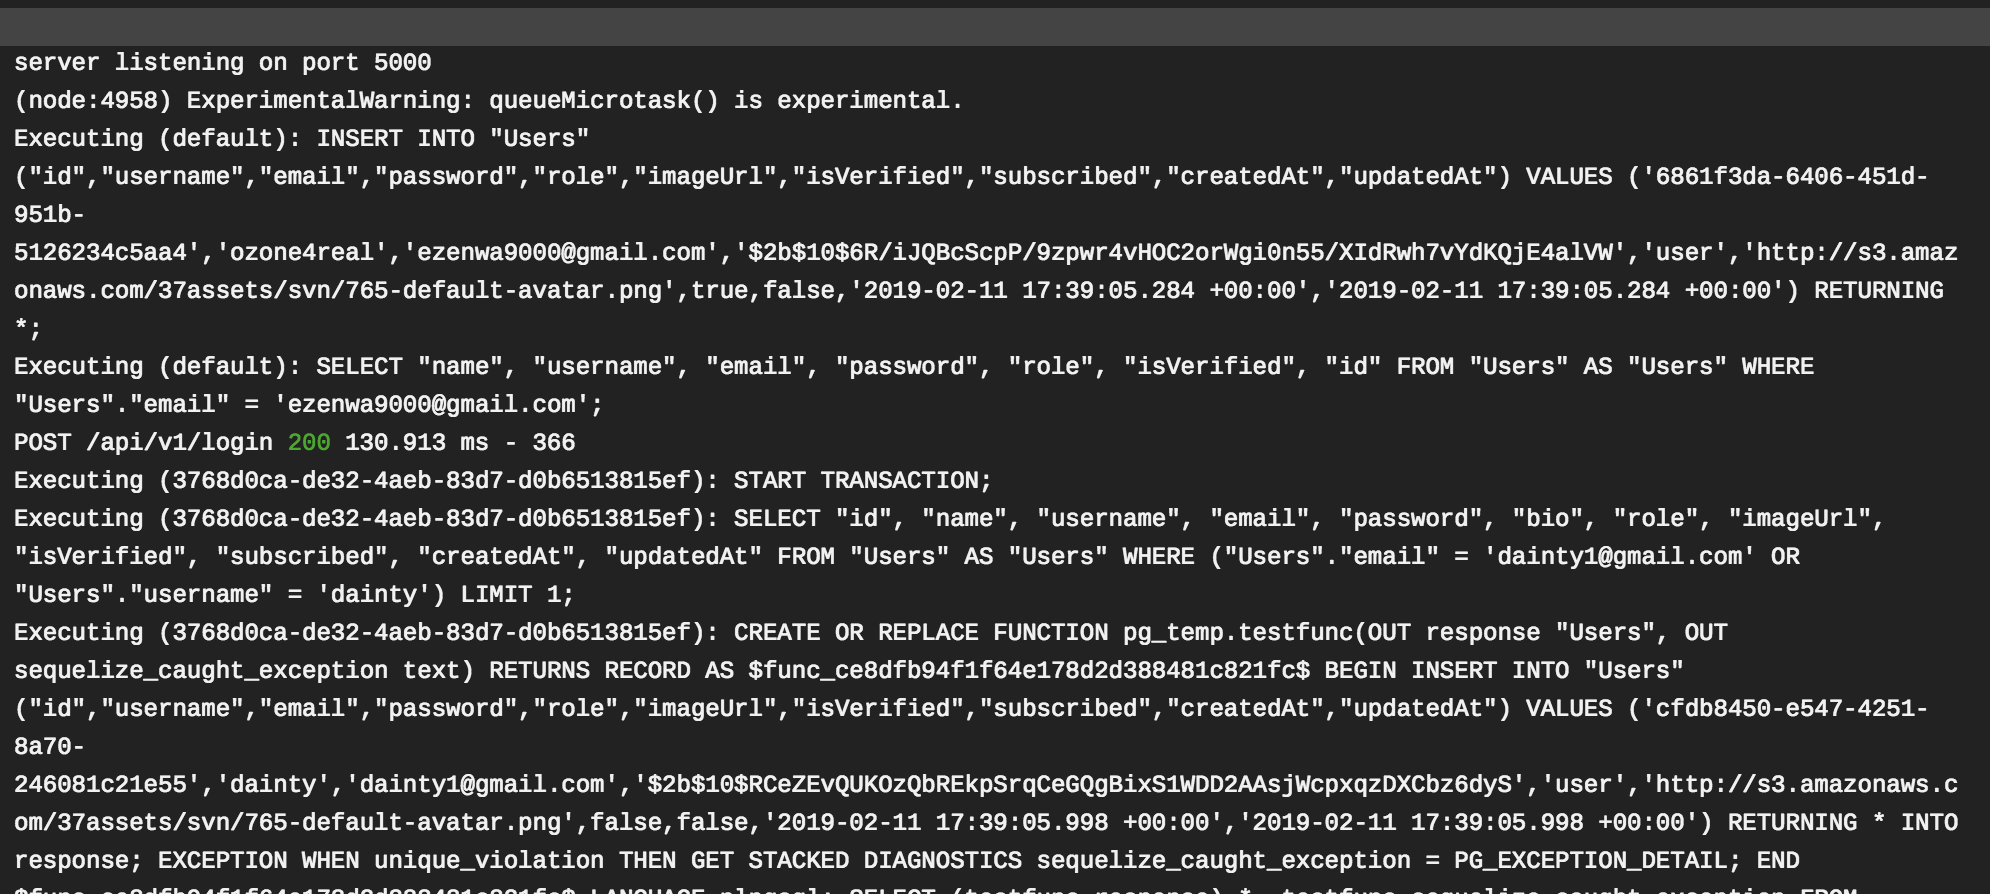 server listening on port 5000
(node:4958) ExperimentalWarning: queueMicrotask() is experimental.
Executing (default): INSERT INTO "Users"
("id","username","email","password","role","imageUrl","isVerified","subscribed","createdAt","updatedAt") VALUES ('6861f3da-6406-451d-
951b-
5126234c5aa4','ozone4real','ezenwa9000@gmail.com','$2b$10$6R/iJQBcScpP/9zpwr4vHOC2orWgi0n55/XIdRwh7vYdKQjE4alVW','user','http://s3.amaz
onaws.com/37assets/svn/765-default-avatar.png',true,false,'2019-02-11 17:39:05.284 +00:00','2019-02-11 17:39:05.284 +00:00') RETURNING
*;
Executing (default): SELECT "name", "username", "email", "password", "role", "isVerified", "id" FROM "Users" AS "Users" WHERE
"Users"."email" = 'ezenwa9000@gmail.com';
POST /api/v1/login 200 130.913 ms - 366
Executing (3768d0ca-de32-4aeb-83d7-d0b6513815ef): START TRANSACTION;
Executing (3768d0ca-de32-4aeb-83d7-d0b6513815ef): SELECT "id", "name", "username", "email", "password", "bio", "role", "imageUrl",
"isVerified", "subscribed", "createdAt", "updatedAt" FROM "Users" AS "Users" WHERE ("Users"."email" = 'dainty1@gmail.com' OR
"Users"."username" = 'dainty') LIMIT 1;
Executing (3768d0ca-de32-4aeb-83d7-d0b6513815ef): CREATE OR REPLACE FUNCTION pg_temp.testfunc(OUT response "Users", OUT
sequelize_caught_exception text) RETURNS RECORD AS $func_ce8dfb94f1f64e178d2d388481c821fc$ BEGIN INSERT INTO "Users"
("id","username","email","password","role","imageUrl","isVerified","subscribed","createdAt","updatedAt") VALUES ('cfdb8450-e547-4251-
8a70-
246081c21e55','dainty','dainty1@gmail.com','$2b$10$RCeZEvQUKOzQbREkpSrqCeGQgBixS1WDD2AAsjWcpxqzDXCbz6dyS','user','http://s3.amazonaws.c
om/37assets/svn/765-default-avatar.png',false,false,'2019-02-11 17:39:05.998 +00:00','2019-02-11 17:39:05.998 +00:00') RETURNING * INTO
response; EXCEPTION WHEN unique_violation THEN GET STACKED DIAGNOSTICS sequelize_caught_exception = PG_EXCEPTION_DETAIL; END